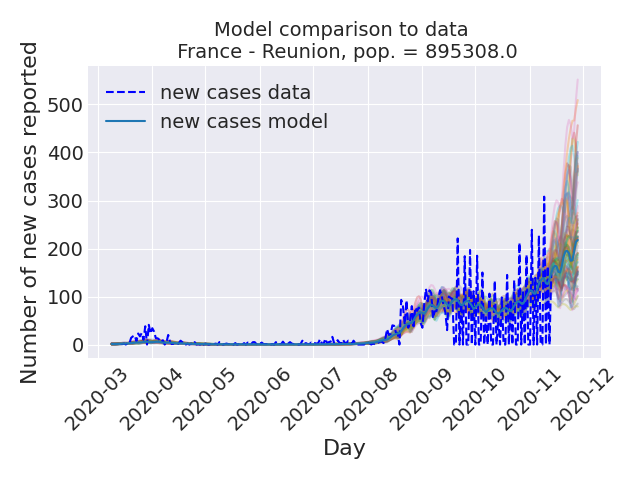 Model comparison to data
France - Reunion, pop. = 895308.0
Number of new cases reported
500
400
300
200
100
0
new cases data
new cases model
2020-03
2020-04
2020-05
2020-06
2020-07
2020-08
2020-09
2020-10
2020-11
2020-12
Day